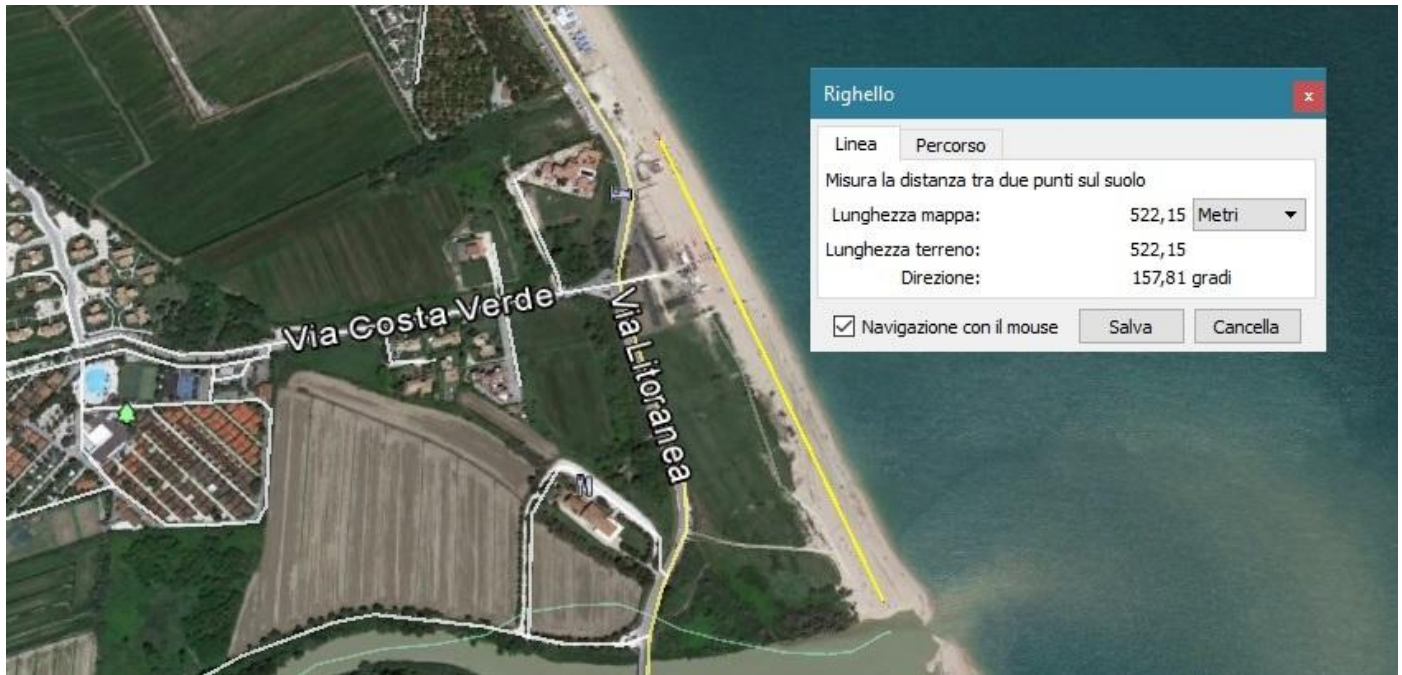 Righello
x
Linea Percorso
Misura la distanza tra due punti sul suolo
Lunghezza mappa: 522,15 Metri
Lunghezza terreno: 522,15
Direzione: 157,81 gradi
Navigazione con il mouse Salva Cancella
Via Costa Verde
Via Litoranea